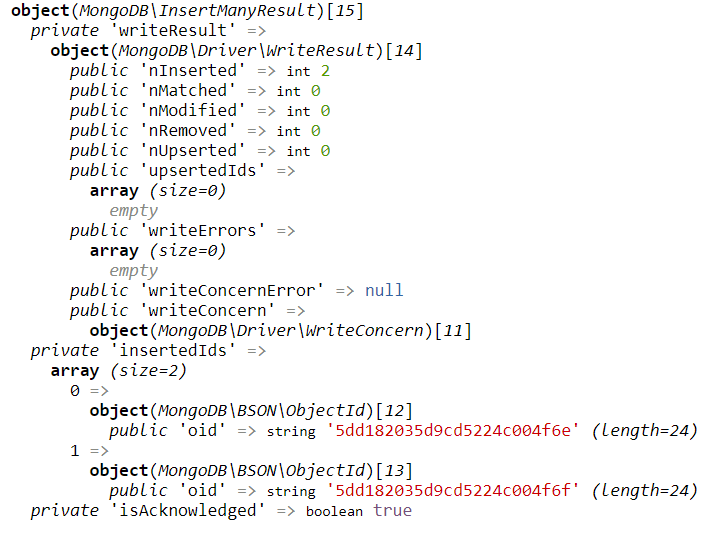 object(MongoDB\InsertManyResult)[15]
private 'writeResult' =>
object(MongoDB\Driver\WriteResult)[14]
public 'nInserted' => int 2
public 'nMatched' => int 0
public 'nModified' => int 0
public 'nRemoved' => int 0
public 'nUpserted' => int 0
public 'upsertedIds' =>
array (size=0)
empty
public 'writeErrors' =>
array (size=0)
empty
public 'writeConcernError' => null
public 'writeConcern' =>
object(MongoDB\Driver\WriteConcern)[11]
private 'insertedIds' =>
array (size=2)
0 =>
object(MongoDB\BSON\ObjectId)[12]
public 'oid' => string '5dd182035d9cd5224c004f6e' (length=24)
1 =>
object(MongoDB\BSON\ObjectId)[13]
public 'oid' => string '5dd182035d9cd5224c004f6f' (length=24)
private 'isAcknowledged' => boolean true